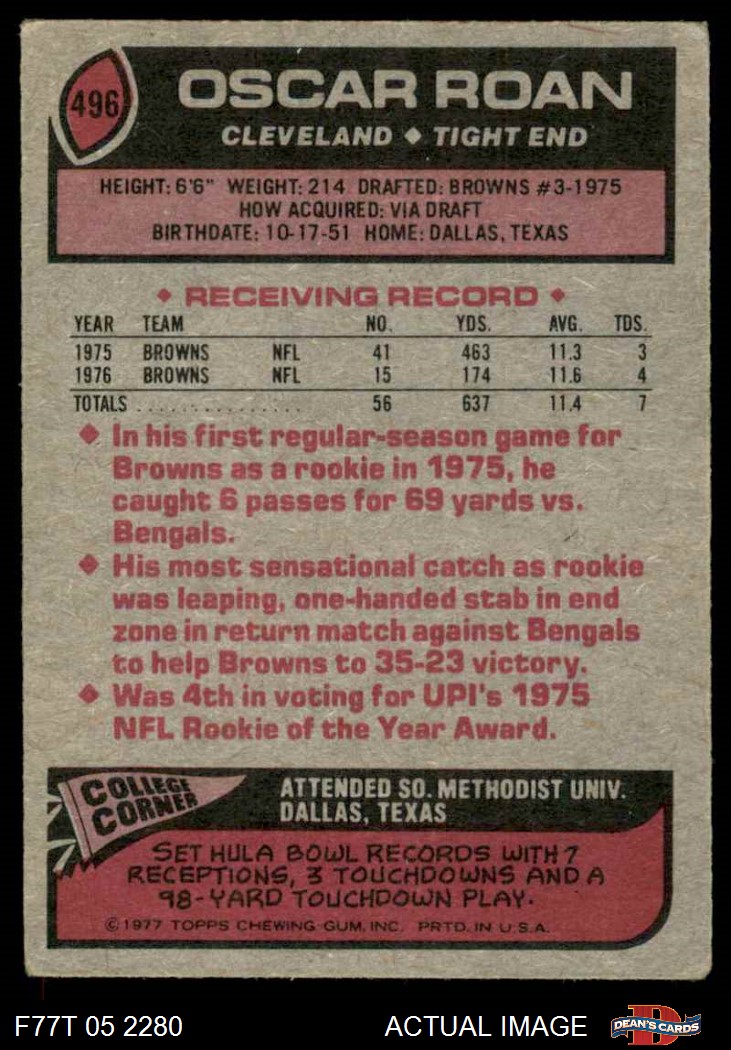 496
OSCAR ROAN
CLEVELAND ◆ TIGHT END
HEIGHT: 6'6" WEIGHT: 214 DRAFTED: BROWNS #3-1975
HOW ACQUIRED: VIA DRAFT
BIRTHDATE: 10-17-51 HOME: DALLAS, TEXAS
◆ RECEIVING RECORD ◆
YEAR TEAM NO. YDS. AVG. TDS.
1975 BROWNS NFL 41 463 11.3 3
1976 BROWNS NFL 15 174 11.6 4
TOTALS ................ 56 637 11.4 7
◆ In his first regular-season game for
Browns as a rookie in 1975, he
caught 6 passes for 69 yards vs.
Bengals.
◆ His most sensational catch as rookie
was leaping, one-handed stab in end
zone in return match against Bengals
to help Browns to 35-23 victory.
◆ Was 4th in voting for UPI's 1975
NFL Rookie of the Year Award.
COLLEGE
CORNER
ATTENDED SO. METHODIST UNIV.
DALLAS, TEXAS
SET HULA BOWL RECORDS WITH 7
RECEPTIONS, 3 TOUCHDOWNS AND A
98-YARD TOUCHDOWN PLAY.
©1977 TOPPS CHEWING GUM, INC. PRTD. IN U.S.A.
F77T 05 2280 ACTUAL IMAGE
D
DEAN'S CARDS